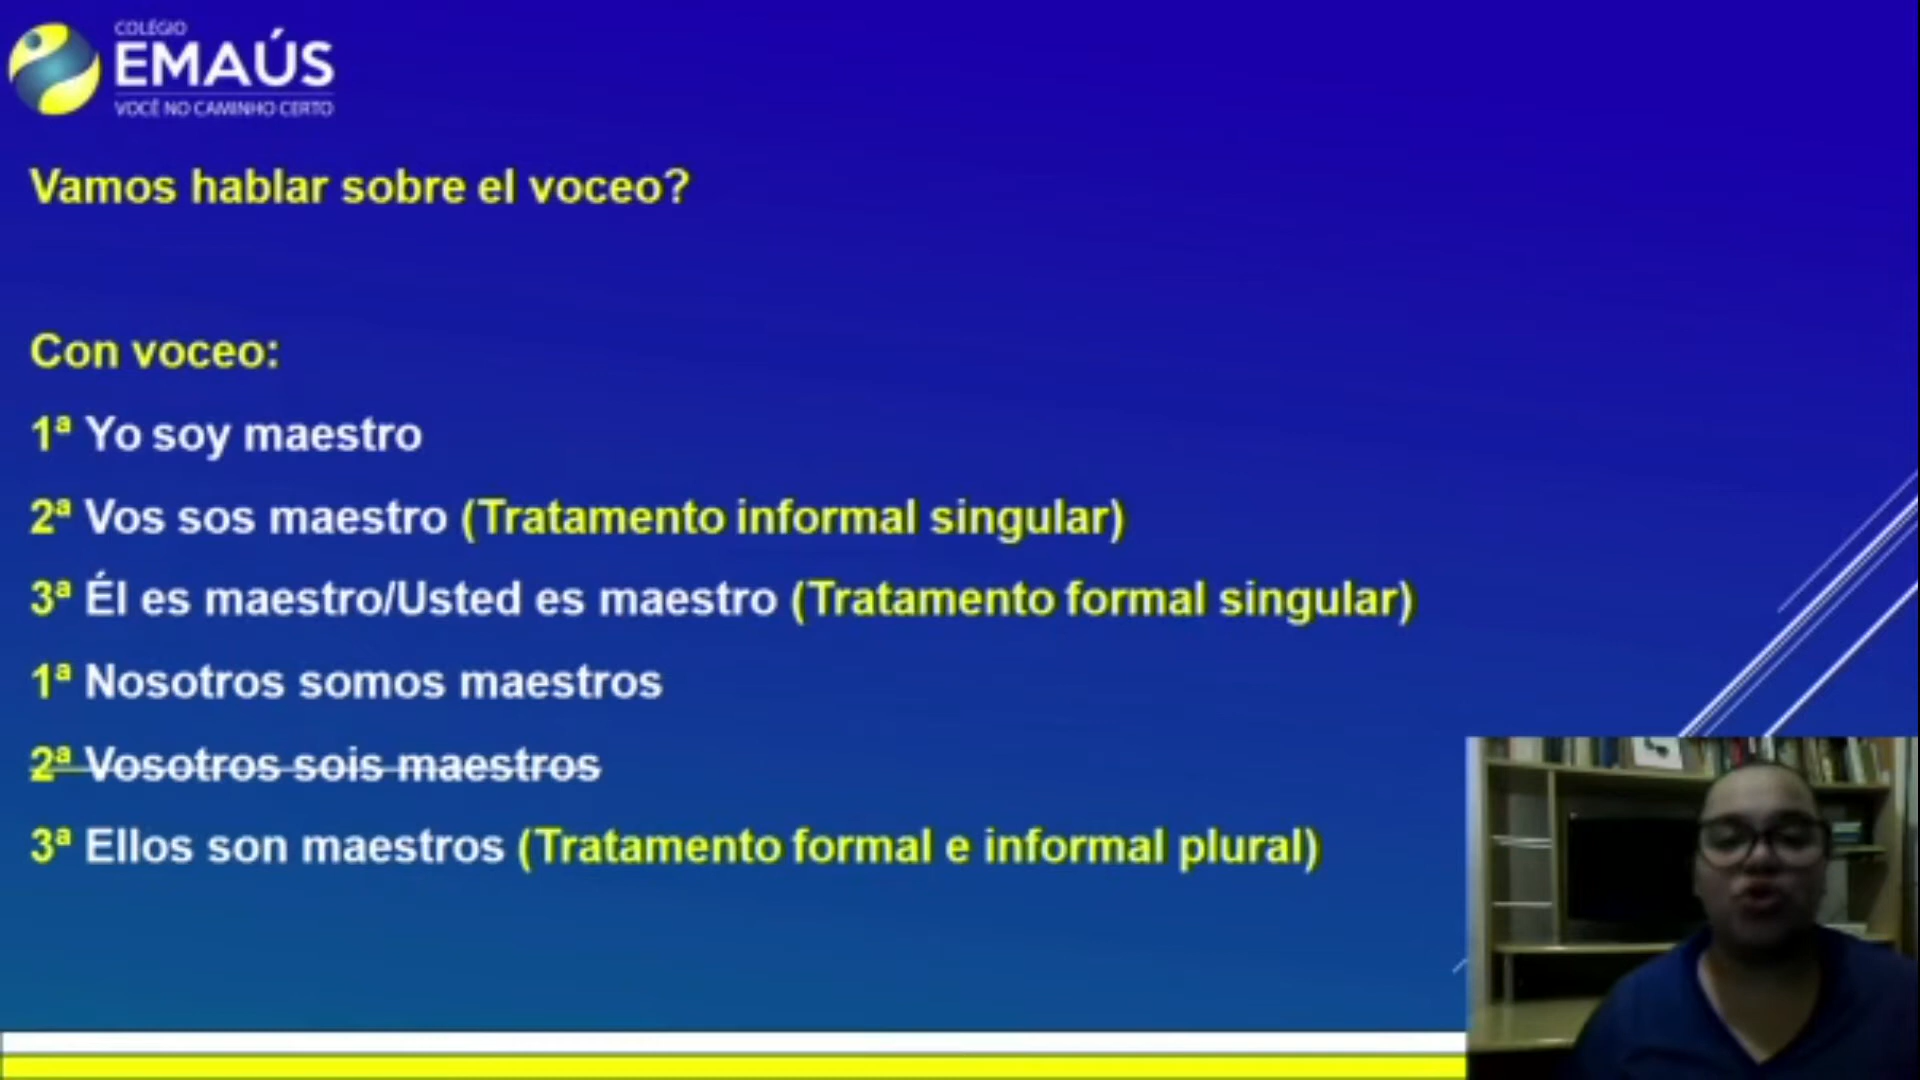 COLÉGIO
EMAÚS
VOCÊ NO CAMINHO CERTO
Vamos hablar sobre el voceo?
Con voceo:
1ª Yo soy maestro
2ª Vos sos maestro (Tratamento informal singular)
3ª Él es maestro/Usted es maestro (Tratamento formal singular)
1ª Nosotros somos maestros
2ª Vosotros sois maestros
3ª Ellos son maestros (Tratamento formal e informal plural)